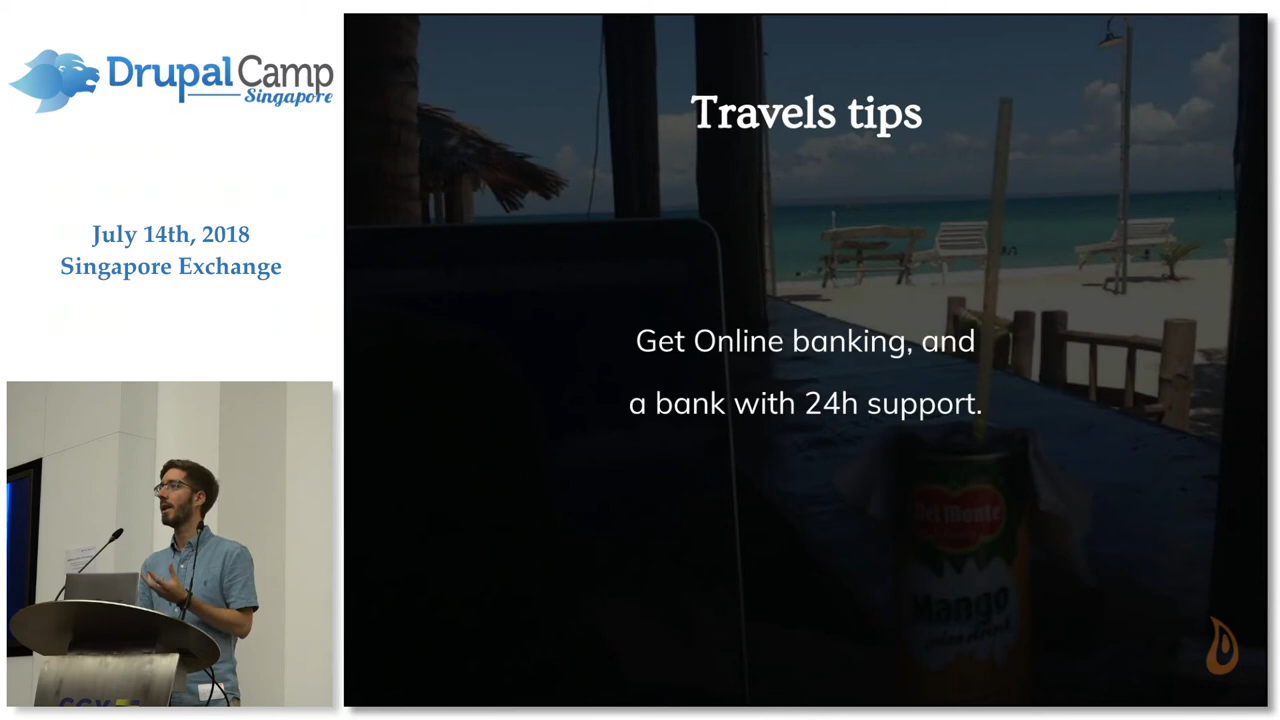 DrupalCamp
Singapore
July 14th, 2018
Singapore Exchange
Travels tips
Get Online banking, and
a bank with 24h support.
Del Monte
Mango